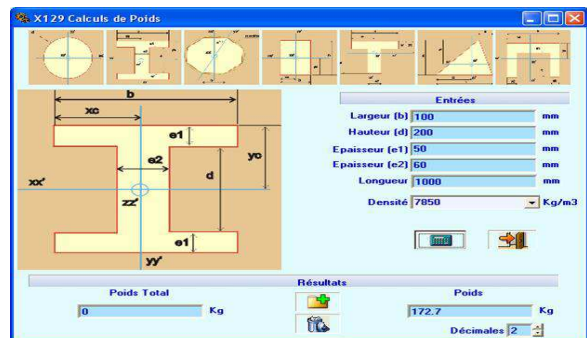 X129 Calculs de Poids
b
xc
e1
yc
e2
xx'
d
zz'
e1
yy'
Entrées
Largeur (b) 100 mm
Hauteur (d) 200 mm
Epaisseur (e1) 50 mm
Epaisseur (e2) 60 mm
Longueur 1000 mm
Densité 7850 Kg/m3
Résultats
Poids Total
0 Kg
Poids
172.7 Kg
Décimales 2